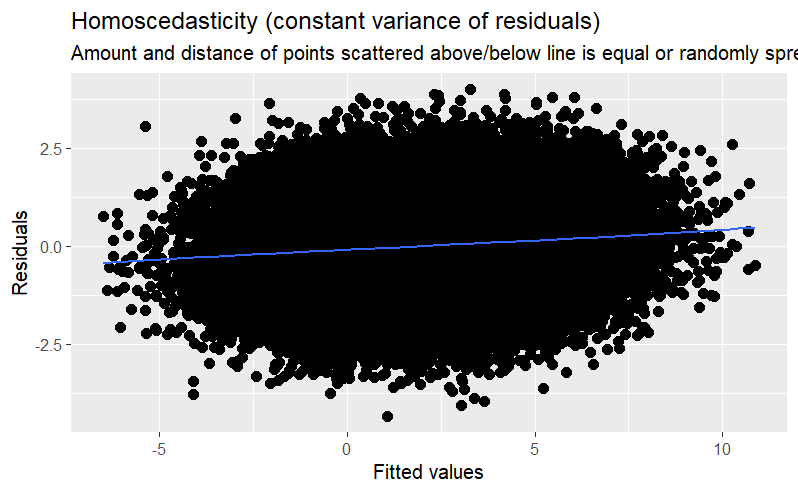 Homoscedasticity (constant variance of residuals)
Amount and distance of points scattered above/below line is equal or randomly spre
2.5
0.0
-2.5
Residuals
-5
0
5
10
Fitted values